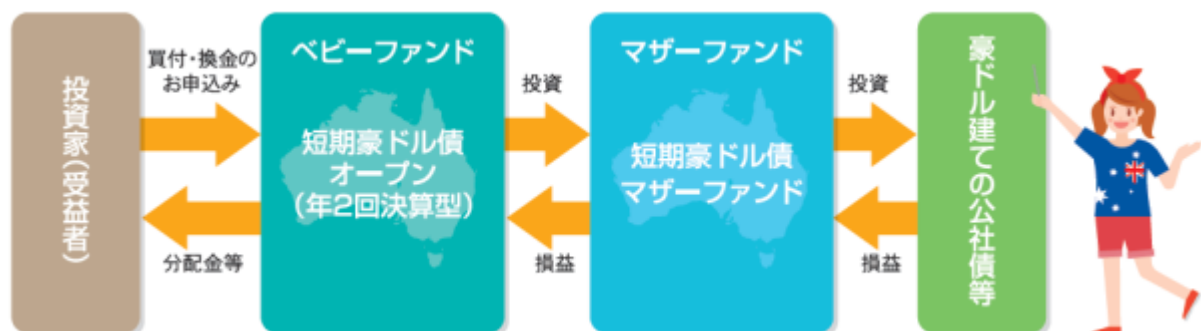 投資家(受益者)
買付・換金の
お申込み
分配金等
ベビーファンド
短期豪ドル債
オープン
(年2回決算型)
投資
損益
マザーファンド
短期豪ドル債
マザーファンド
投資
損益
豪ドル建ての公社債等